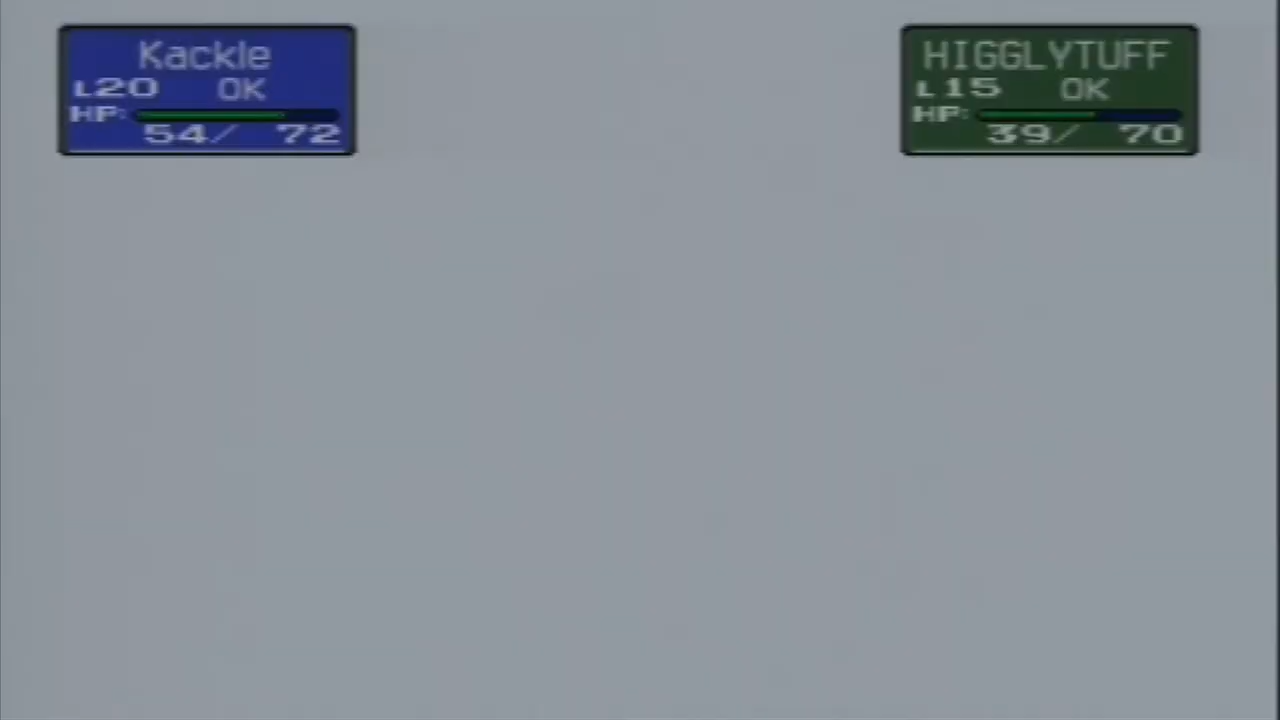 Kackle
L20 OK
HP:
54/ 72
HIGGLYTUFF
L15 OK
HP:
39/ 70